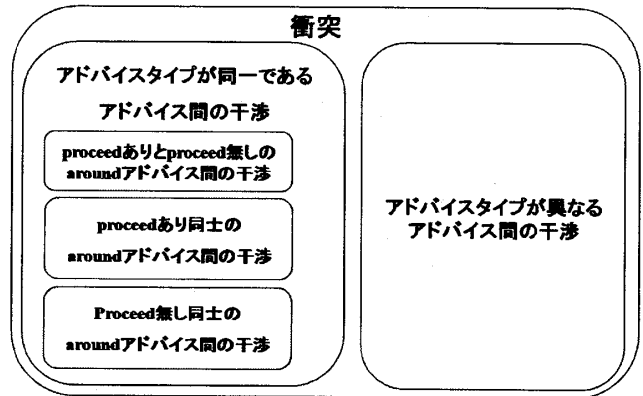 衝突
アドバイスタイプが同一である
アドバイス間の干渉
proceedありとproceed無しの
aroundアドバイス間の干渉
proceedあり同士の
aroundアドバイス間の干渉
Proceed無し同士の
aroundアドバイス間の干渉
アドバイスタイプが異なる
アドバイス間の干渉